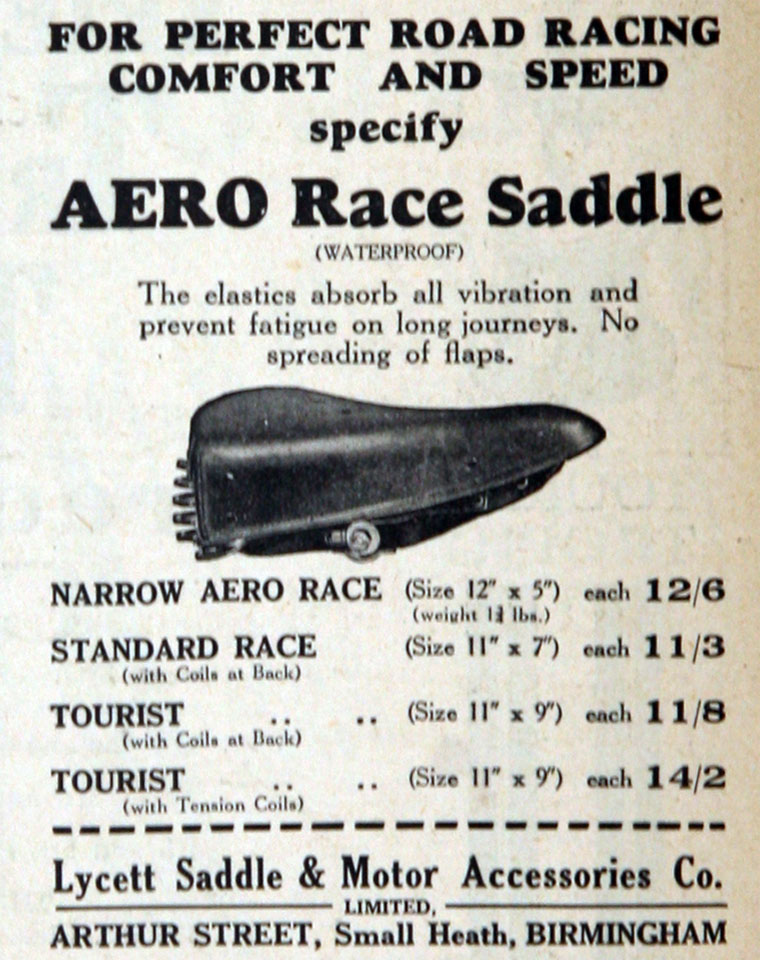 FOR PERFECT ROAD RACING
COMFORT AND SPEED
specify
AERO Race Saddle
(WATERPROOF)
The elastics absorb all vibration and
prevent fatigue on long journeys. No
spreading of flaps.
NARROW AERO RACE (Size 12" x 5") each 12/6
(weight 1¾ lbs.)
STANDARD RACE (Size 11" x 7") each 11/3
(with Coils at Back)
TOURIST .. .. (Size 11" x 9") each 11/8
(with Coils at Back)
TOURIST .. .. (Size 11" x 9") each 14/2
(with Tension Coils)
Lycett Saddle & Motor Accessories Co.
LIMITED,
ARTHUR STREET, Small Heath, BIRMINGHAM